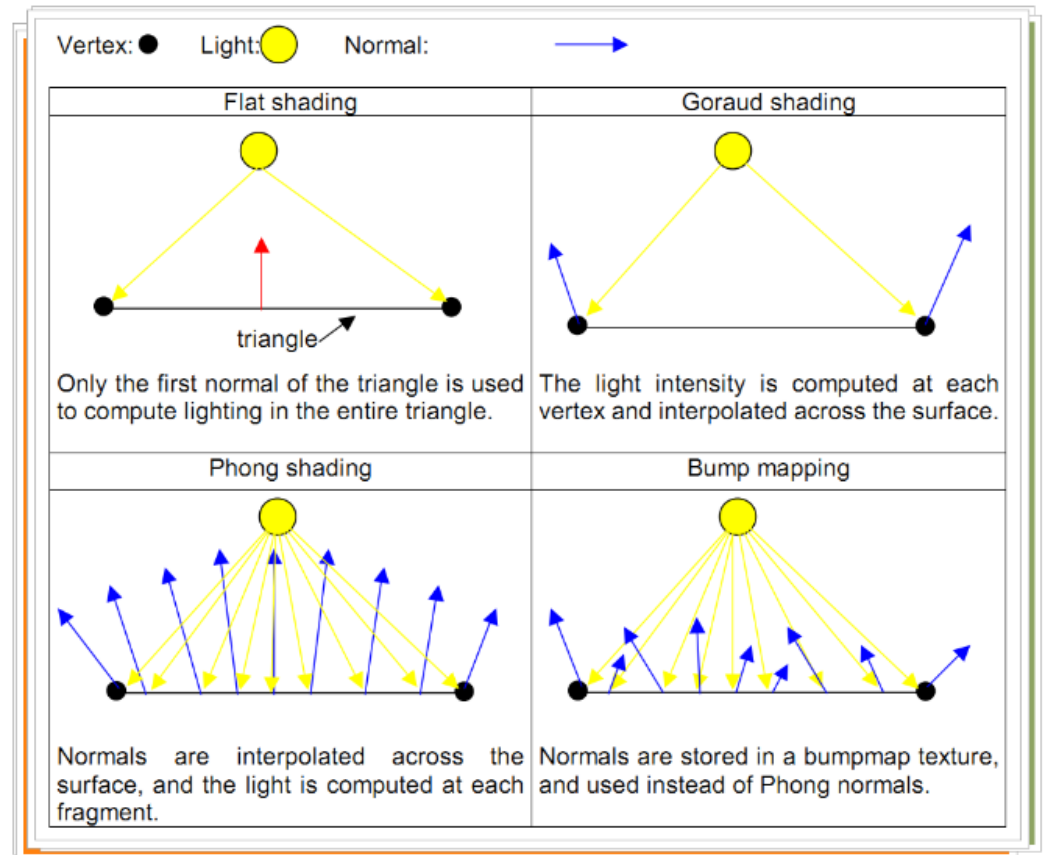 Vertex: Light: Normal:
Flat shading
Goraud shading
triangle
Only the first normal of the triangle is used
to compute lighting in the entire triangle.
The light intensity is computed at each
vertex and interpolated across the surface.
Phong shading
Bump mapping
Normals are interpolated across the
surface, and the light is computed at each
fragment.
Normals are stored in a bumpmap texture,
and used instead of Phong normals.